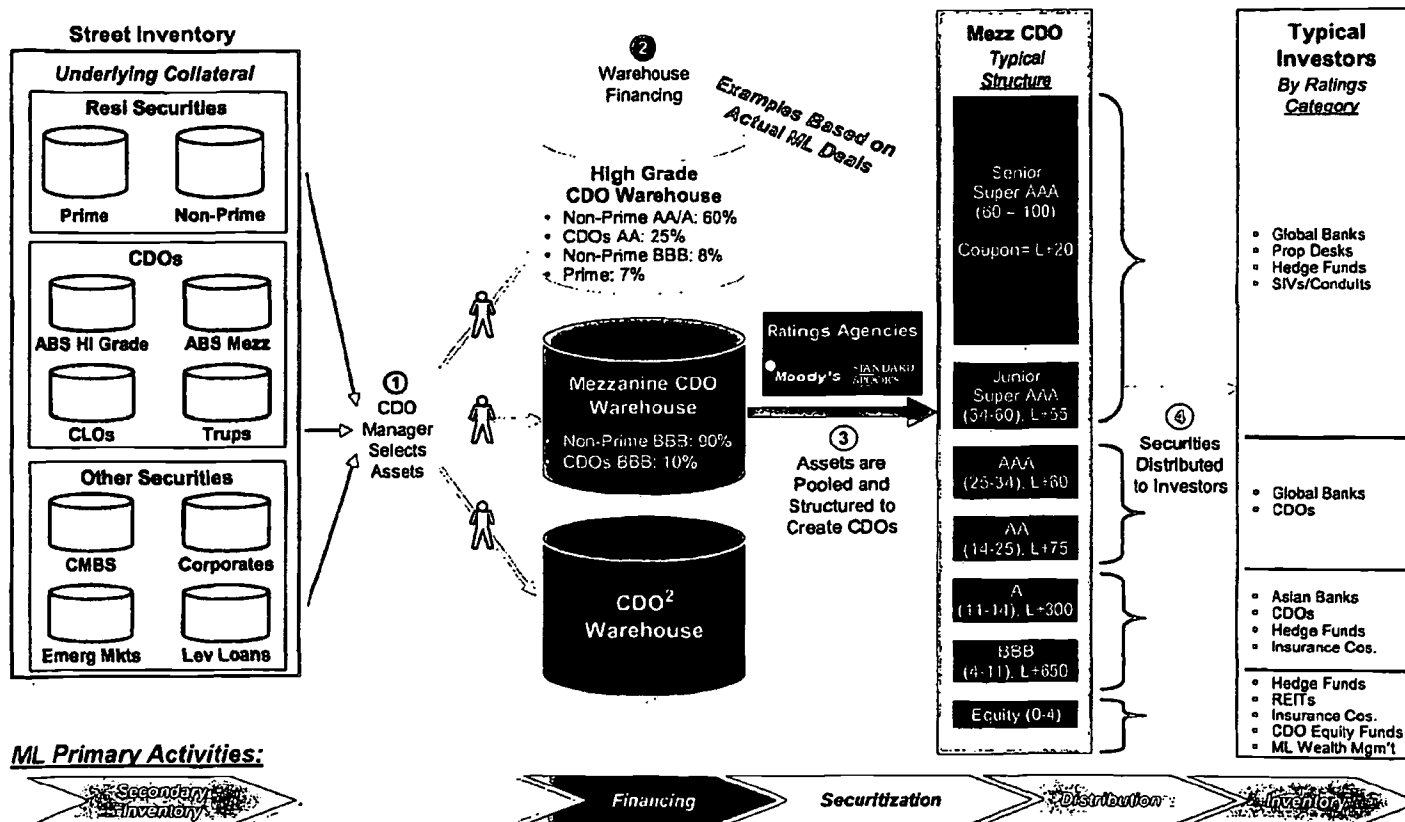 Street Inventory
Underlying Collateral
Resi Securities
Prime
Non-Prime
CDOs
ABS Hi Grade
ABS Mezz
CLOs
Trups
Other Securities
CMBS
Corporates
Emerg Mkts
Lev Loans
1
CDO
Manager
Selects
Assets
2
Warehouse
Financing
Examples Based on
Actual ML Deals
High Grade
CDO Warehouse
• Non-Prime AA/A: 60%
• CDOs AA: 25%
• Non-Prime BBB: 8%
• Prime: 7%
Mezzanine CDO
Warehouse
Non-Prime BBB: 90%
CDOs BBB: 10%
CDO²
Warehouse
Ratings Agencies
Moody's
STANDARD
&POOR'S
3
Assets are
Pooled and
Structured to
Create CDOs
Mezz CDO
Typical
Structure
Senior
Super AAA
(60 – 100)
Coupon= L+20
Junior
Super AAA
(34-60), L+55
AAA
(25-34), L+60
AA
(14-25), L+75
A
(11-14), L+300
BBB
(4-11), L+650
Equity (0-4)
4
Securities
Distributed
to Investors
Typical
Investors
By Ratings
Category
▫ Global Banks
▫ Prop Desks
▫ Hedge Funds
▫ SIVs/Conduits
▫ Global Banks
▫ CDOs
▫ Asian Banks
▫ CDOs
▫ Hedge Funds
▫ Insurance Cos.
▫ Hedge Funds
▫ REITs
▫ Insurance Cos.
▫ CDO Equity Funds
▫ ML Wealth Mgm't
ML Primary Activities:
Secondary
Inventory
Financing
Securitization
Distribution
Inventory